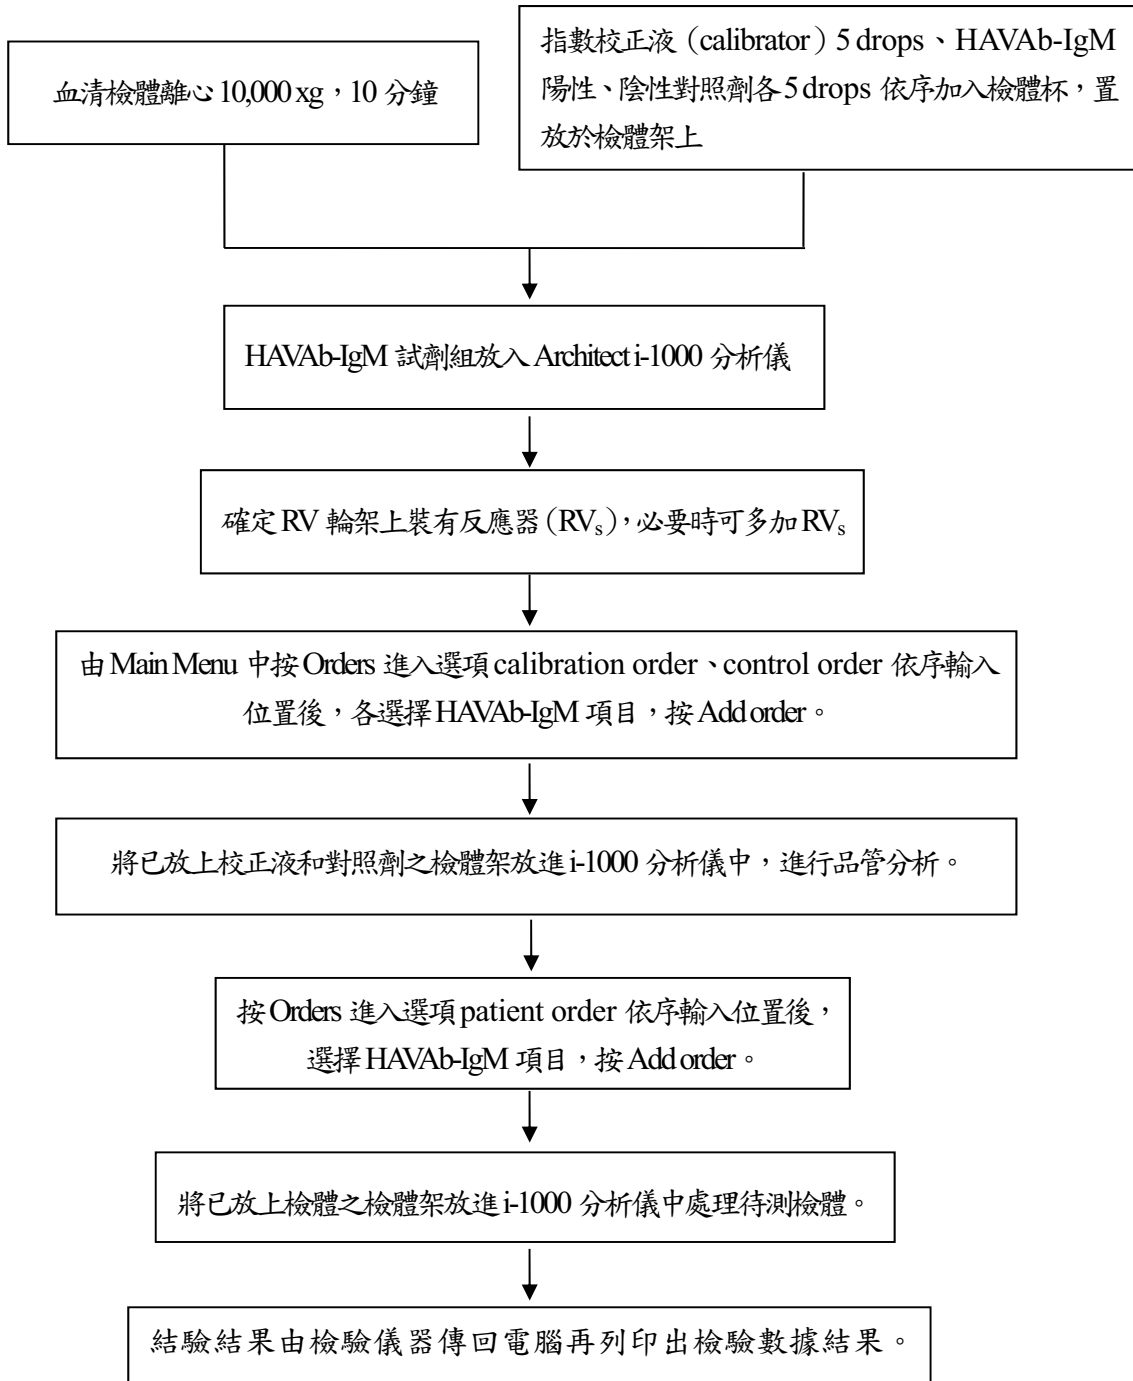 血清檢體離心 10,000 xg，10 分鐘
指數校正液（calibrator）5 drops、HAVAb-IgM
陽性、陰性對照劑各 5 drops 依序加入檢體杯，置
放於檢體架上
HAVAb-IgM 試劑組放入 Architect i-1000 分析儀
確定 RV 輪架上裝有反應器（RVs），必要時可多加 RVs
由 Main Menu 中按 Orders 進入選項 calibration order、control order 依序輸入
位置後，各選擇 HAVAb-IgM 項目，按 Add order。
將已放上校正液和對照劑之檢體架放進 i-1000 分析儀中，進行品管分析。
按 Orders 進入選項 patient order 依序輸入位置後，
選擇 HAVAb-IgM 項目，按 Add order。
將已放上檢體之檢體架放進 i-1000 分析儀中處理待測檢體。
結驗結果由檢驗儀器傳回電腦再列印出檢驗數據結果。